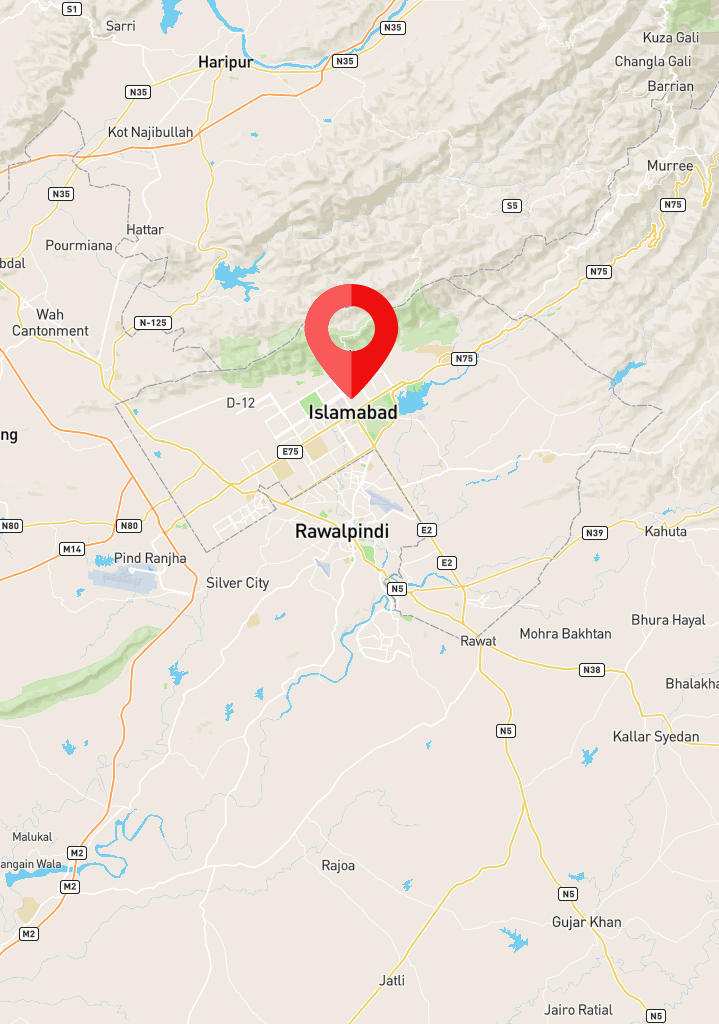 S1
Sarri
N35
Kuza Gali
Haripur
N35
Changla Gali
Barrian
N35
Kot Najibullah
Murree
N35
S5
N75
Hattar
Pourmiana
bdal
N75
Wah
Cantonment
N-125
N75
D-12
Islamabad
ng
E75
N80
N80
Rawalpindi
E2
N39
Kahuta
M14
Pind Ranjha
E2
Silver City
N5
Bhura Hayal
Mohra Bakhtan
Rawat
N38
Bhalakha
N5
Kallar Syedan
Malukal
M2
angain Wala
Rajoa
M2
N5
Gujar Khan
M2
Jatli
Jairo Ratial
N5